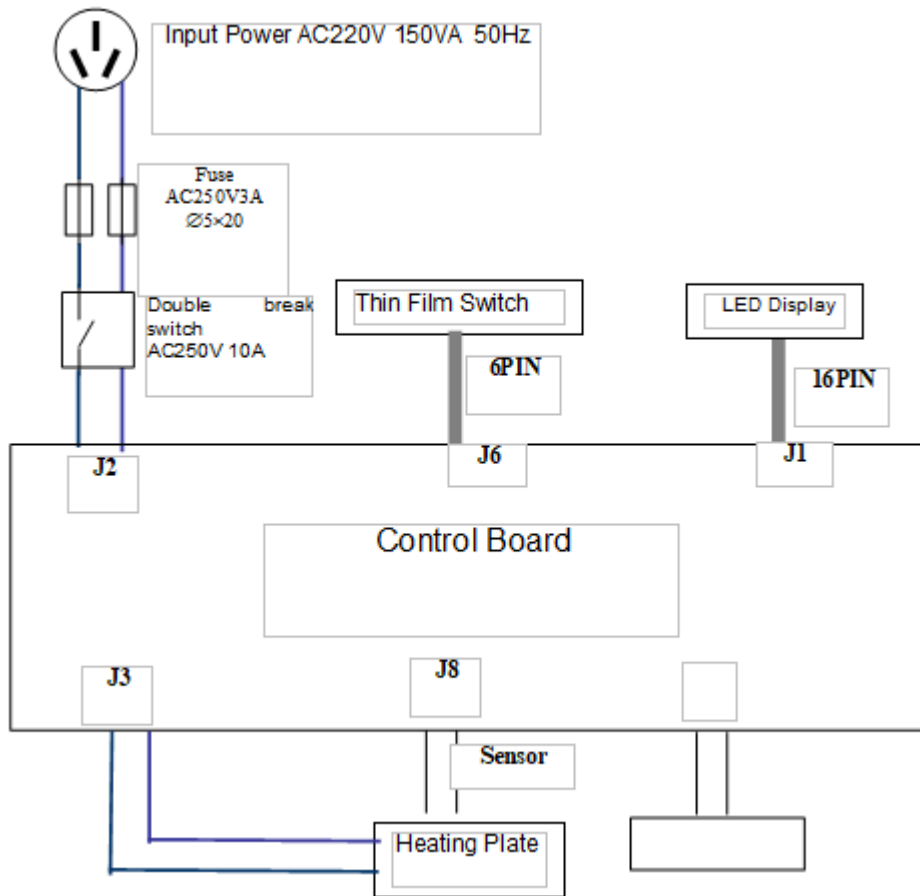 Input Power AC220V 150VA 50Hz
Fuse
AC250V3A
∅5×20
Double break
switch
AC250V 10A
Thin Film Switch
LED Display
6PIN
16PIN
J2
J6
J1
Control Board
J3
J8
Sensor
Heating Plate